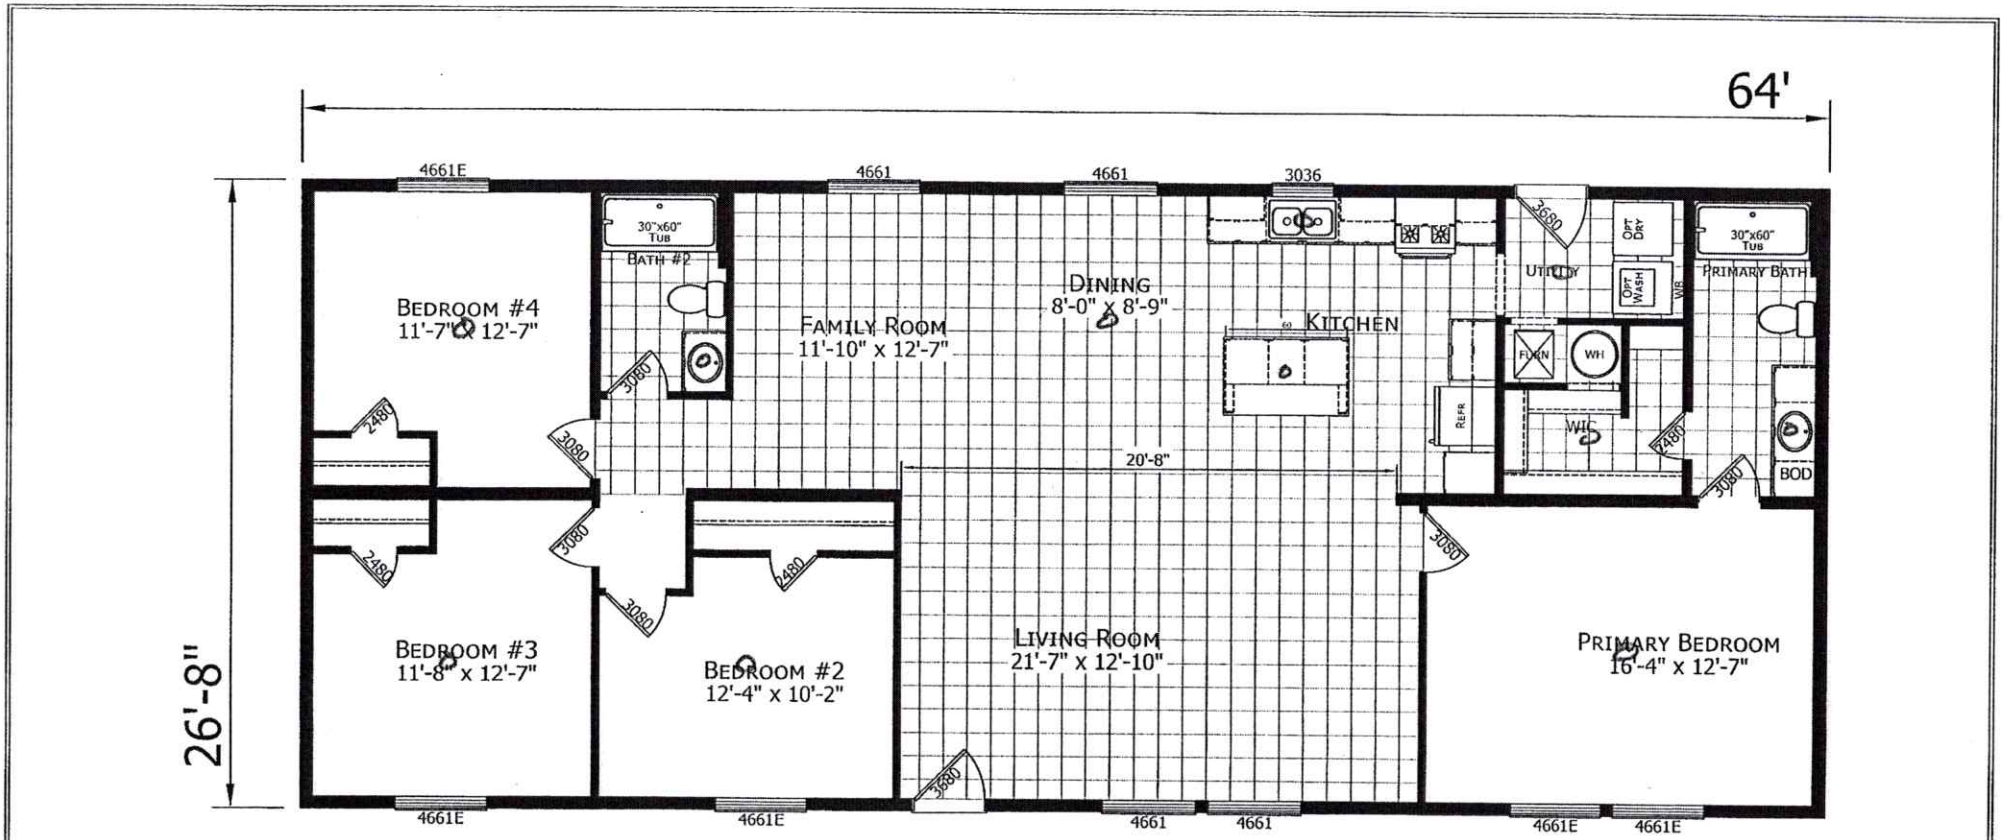 64'
26'-8"
4661E
4661
4661
3036
3680
30"x60"
TUB
BATH #2
3080
BEDROOM #4
11'-7" x 12'-7"
2480
3080
FAMILY ROOM
11'-10" x 12'-7"
DINING
8'-0" x 8'-9"
KITCHEN
REFR
20'-8"
UTILITY
OPT
DRY
OPT
WASH
WB
FURN
WH
WIC
2480
30"x60"
TUB
PRIMARY BATH
BOD
3080
2480
3080
BEDROOM #3
11'-8" x 12'-7"
3080
2480
BEDROOM #2
12'-4" x 10'-2"
LIVING ROOM
21'-7" x 12'-10"
3680
3080
PRIMARY BEDROOM
16'-4" x 12'-7"
4661E
4661E
4661
4661
4661E
4661E